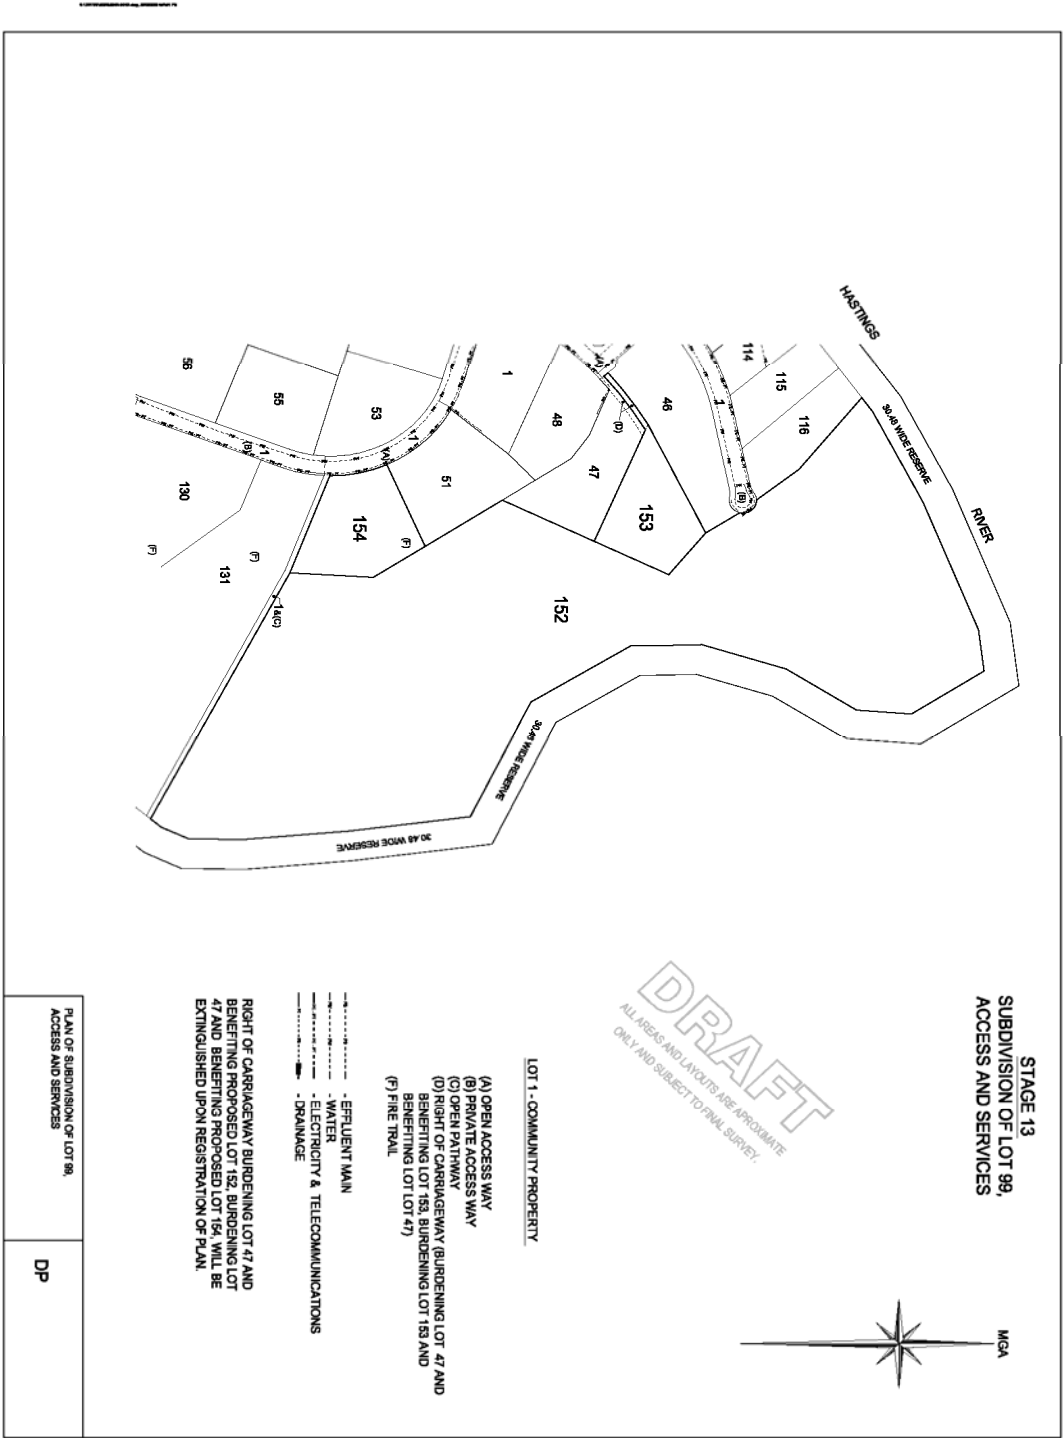 STAGE 13
SUBDIVISION OF LOT 99,
ACCESS AND SERVICES
MGA
HASTINGS
RIVER
30.48 WIDE RESERVE
114
115
116
46
1
(B)
(A)
(D)
1
48
47
153
53
1
(A)
51
154
(F)
152
56
55
(B)
1
130
(F)
(F)
131
1&(C)
30.48 WIDE RESERVE
30.48 WIDE RESERVE
DRAFT
ALL AREAS AND LAYOUTS ARE APPROXIMATE
ONLY AND SUBJECT TO FINAL SURVEY.
LOT 1 - COMMUNITY PROPERTY
(A) OPEN ACCESS WAY
(B) PRIVATE ACCESS WAY
(C) OPEN PATHWAY
(D) RIGHT OF CARRIAGEWAY (BURDENING LOT 47 AND
BENEFITING LOT 153, BURDENING LOT 153 AND
BENEFITING LOT LOT 47)
(F) FIRE TRAIL
- EFFLUENT MAIN
- WATER
- ELECTRICITY & TELECOMMUNICATIONS
- DRAINAGE
RIGHT OF CARRIAGEWAY BURDENING LOT 47 AND
BENEFITING PROPOSED LOT 152, BURDENING LOT
47 AND BENEFITING PROPOSED LOT 154, WILL BE
EXTINGUISHED UPON REGISTRATION OF PLAN.
PLAN OF SUBDIVISION OF LOT 99,
ACCESS AND SERVICES
DP